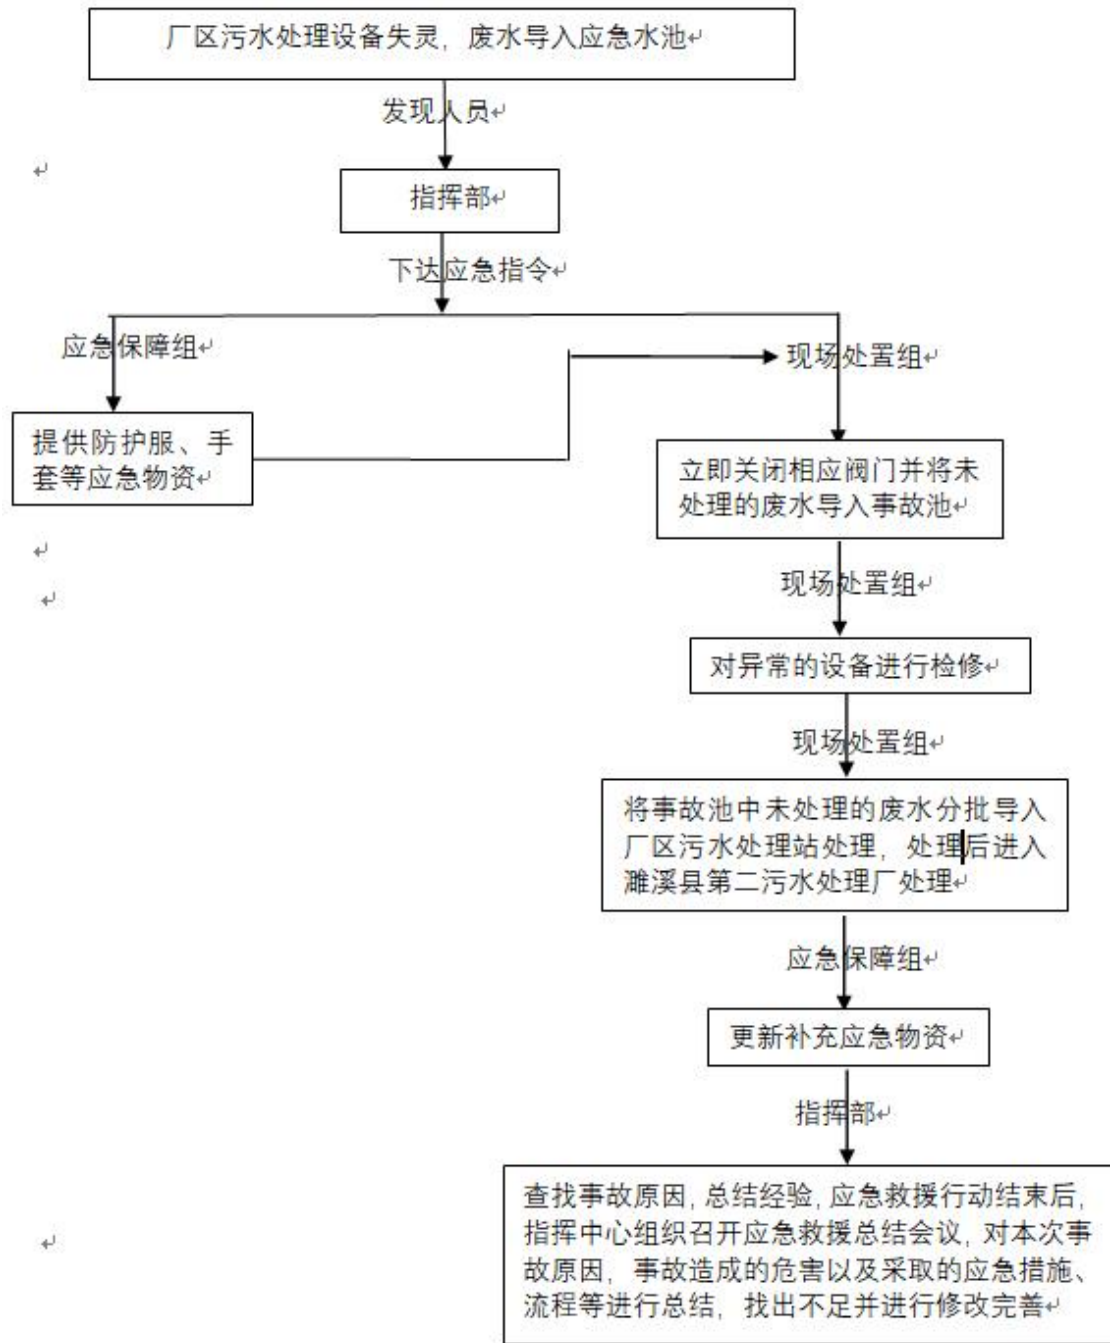 厂区污水处理设备失灵，废水导入应急水池
发现人员
指挥部
下达应急指令
应急保障组
现场处置组
提供防护服、手
套等应急物资
立即关闭相应阀门并将未
处理的废水导入事故池
现场处置组
对异常的设备进行检修
现场处置组
将事故池中未处理的废水分批导入
厂区污水处理站处理，处理后进入
濉溪县第二污水处理厂处理
应急保障组
更新补充应急物资
指挥部
查找事故原因,总结经验,应急救援行动结束后,
指挥中心组织召开应急救援总结会议,对本次事
故原因，事故造成的危害以及采取的应急措施、
流程等进行总结，找出不足并进行修改完善